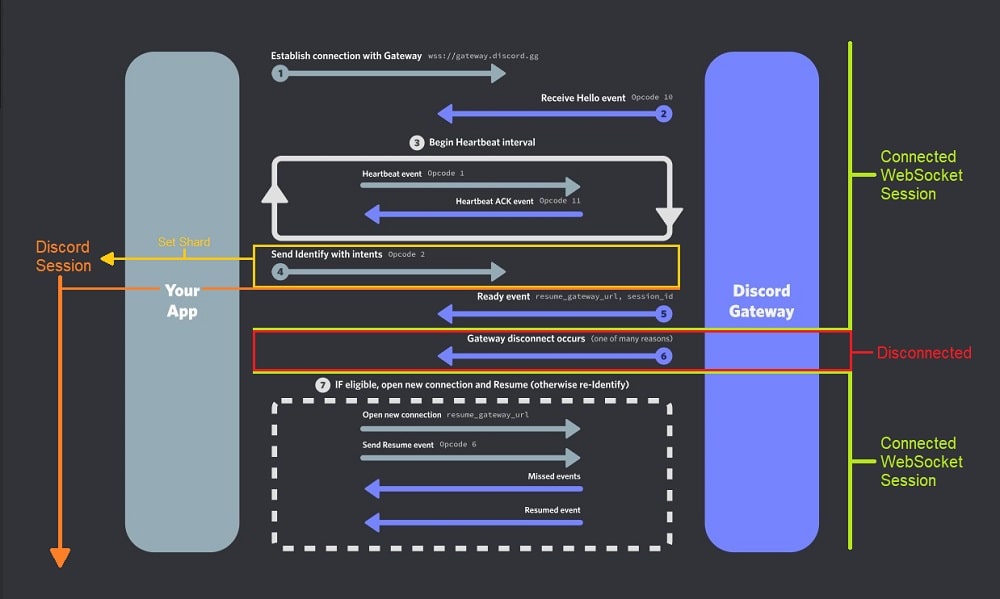 Establish connection with Gateway wss://gateway.discord.gg
1
Receive Hello event Opcode 10
2
3 Begin Heartbeat interval
Heartbeat event Opcode 1
Heartbeat ACK event Opcode 11
Connected
WebSocket
Session
Discord
Session
Set Shard
Send Identify with intents Opcode 2
4
Your
App
Ready event resume_gateway_url, session_id
5
Discord
Gateway
Gateway disconnect occurs (one of many reasons)
6
Disconnected
7 IF eligible, open new connection and Resume (otherwise re-Identify)
Open new connection resume_gateway_url
Send Resume event Opcode 6
Missed events
Resumed event
Connected
WebSocket
Session